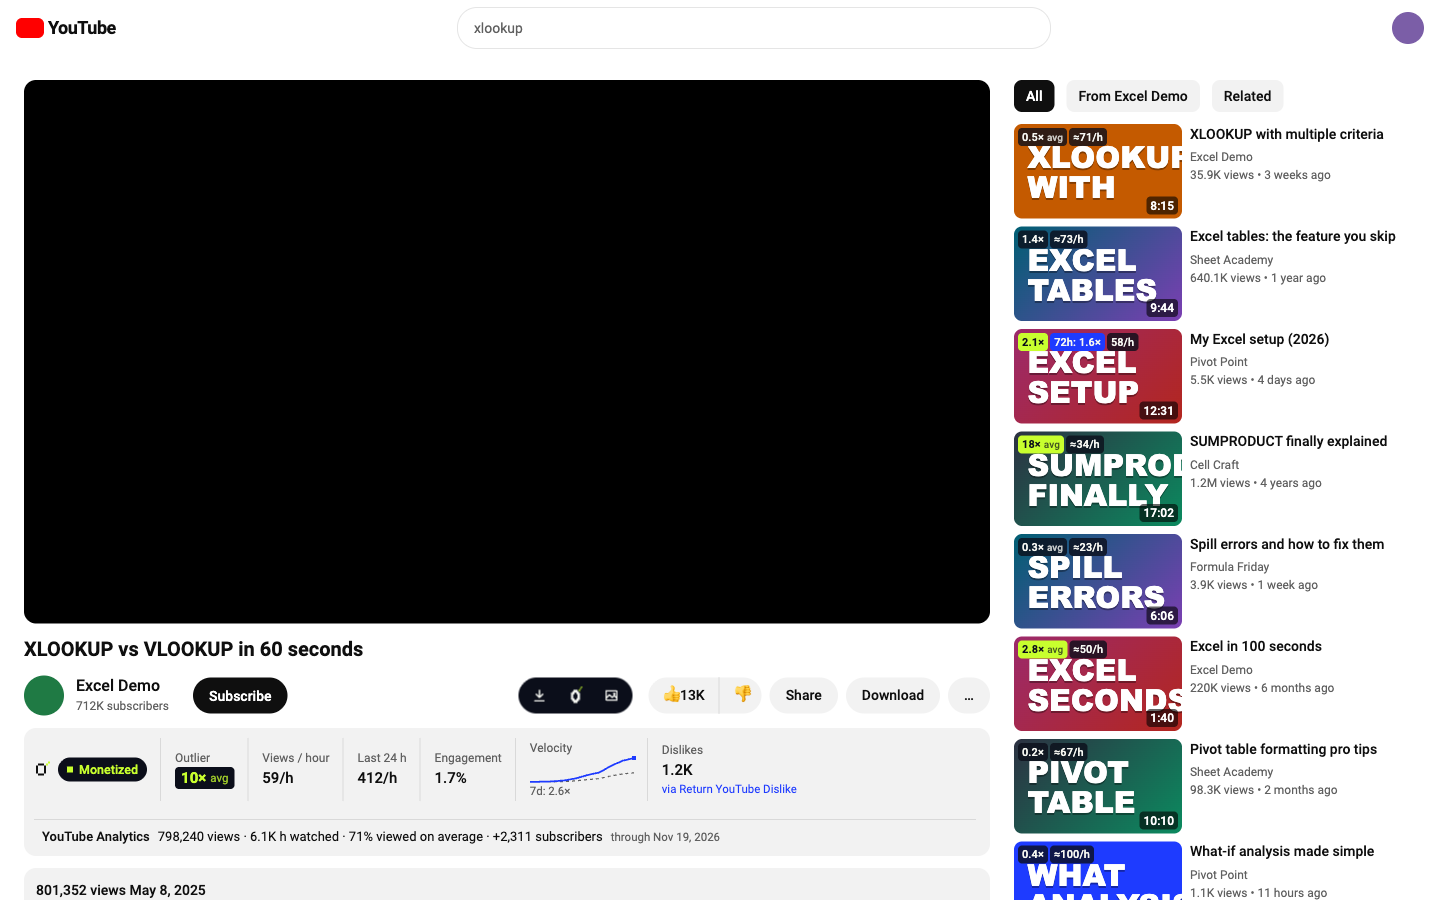 YouTube
xlookup
XLOOKUP vs VLOOKUP in 60 seconds
Excel Demo
712K subscribers
Subscribe
13K
Share
Download
...
Monetized
Outlier
10× avg
Views / hour
59/h
Last 24 h
412/h
Engagement
1.7%
Velocity
7d: 2.6×
Dislikes
1.2K
via Return YouTube Dislike
YouTube Analytics 798,240 views · 6.1K h watched · 71% viewed on average · +2,311 subscribers through Nov 19, 2026
801,352 views May 8, 2025
All
From Excel Demo
Related
0.5× avg ≈71/h
XLOOKUP
WITH
8:15
XLOOKUP with multiple criteria
Excel Demo
35.9K views • 3 weeks ago
1.4× ≈73/h
EXCEL
TABLES
9:44
Excel tables: the feature you skip
Sheet Academy
640.1K views • 1 year ago
2.1× 72h: 1.6× 58/h
EXCEL
SETUP
12:31
My Excel setup (2026)
Pivot Point
5.5K views • 4 days ago
18× avg ≈34/h
SUMPROD
FINALLY
17:02
SUMPRODUCT finally explained
Cell Craft
1.2M views • 4 years ago
0.3× avg ≈23/h
SPILL
ERRORS
6:06
Spill errors and how to fix them
Formula Friday
3.9K views • 1 week ago
2.8× avg ≈50/h
EXCEL
SECONDS
1:40
Excel in 100 seconds
Excel Demo
220K views • 6 months ago
0.2× avg ≈67/h
PIVOT
TABLE
10:10
Pivot table formatting pro tips
Sheet Academy
98.3K views • 2 months ago
0.4× avg ≈100/h
WHAT
ANALYSIS
What-if analysis made simple
Pivot Point
1.1K views • 11 hours ago